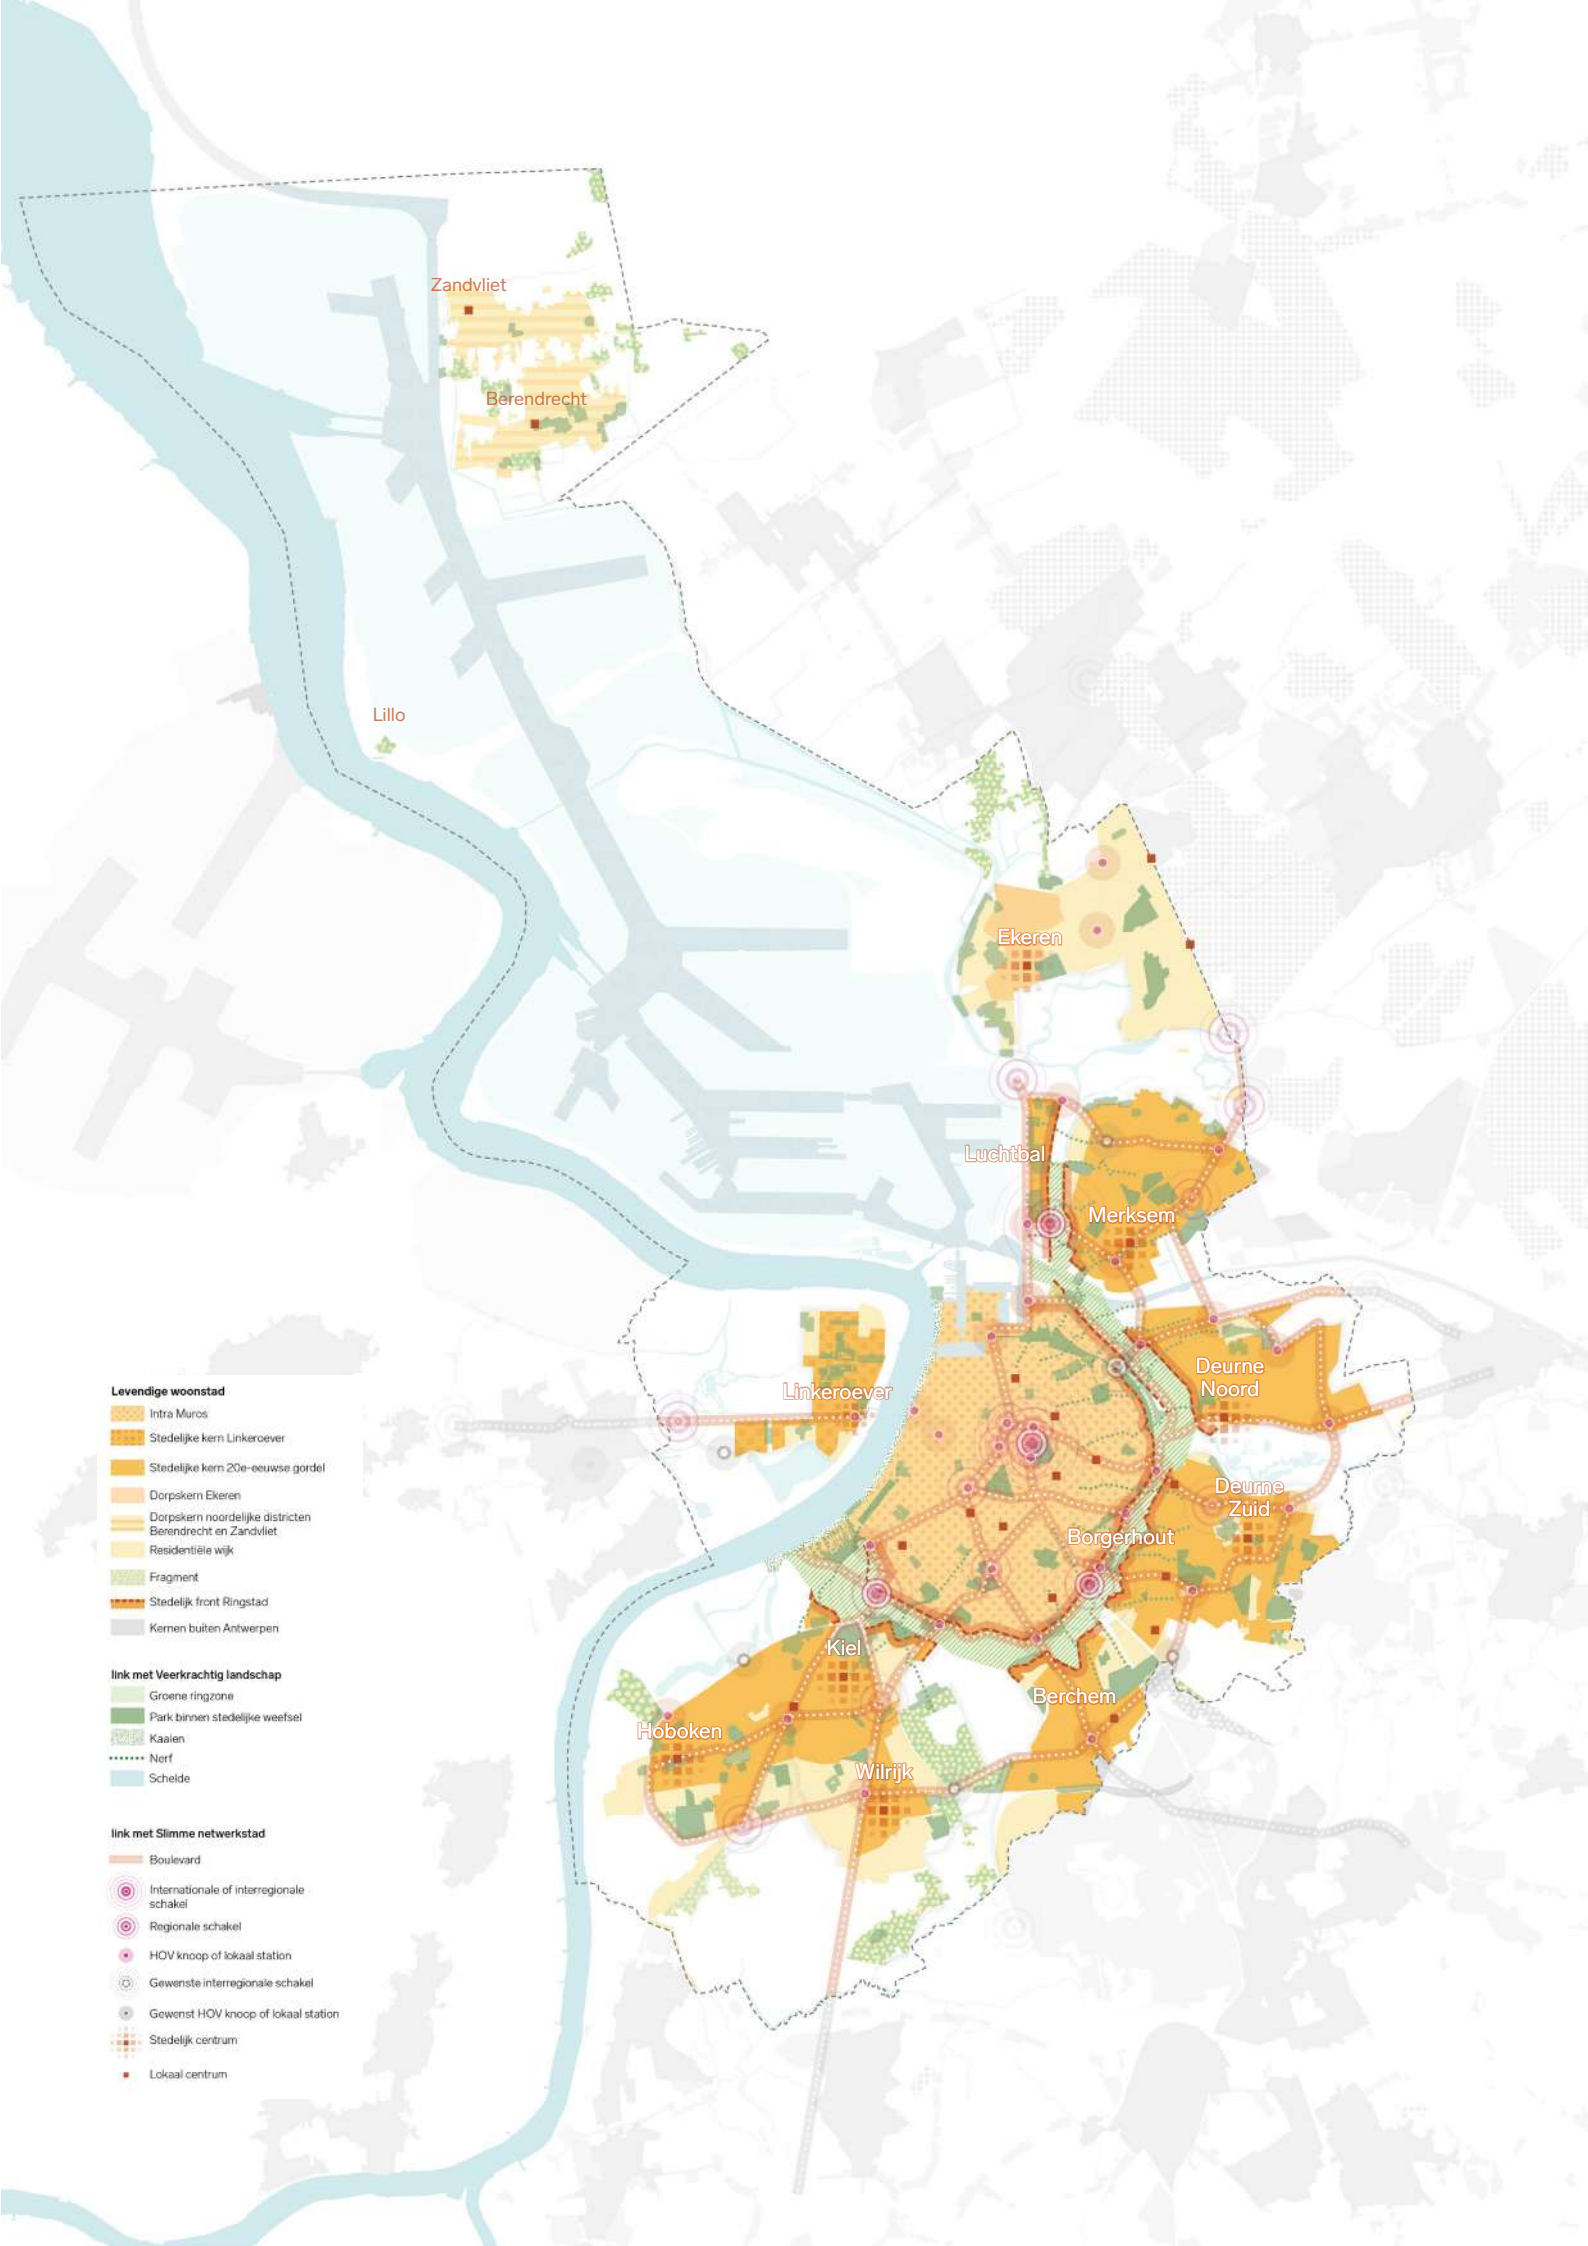 Zandvliet
Berendrecht
Lillo
Ekeren
Luchtbal
Merksem
Deurne
Noord
Linkeroever
Deurne
Zuid
Borgerhout
Kiel
Berchem
Hoboken
Wilrijk
Levendige woonstad
Intra Muros
Stedelijke kern Linkeroever
Stedelijke kern 20e-eeuwse gordel
Dorpskern Ekeren
Dorpskern noordelijke districten
Berendrecht en Zandvliet
Residentiële wijk
Fragment
Stedelijk front Ringstad
Kernen buiten Antwerpen
link met Veerkrachtig landschap
Groene ringzone
Park binnen stedelijke weefsel
Kaaien
Nerf
Schelde
link met Slimme netwerkstad
Boulevard
Internationale of interregionale
schakel
Regionale schakel
HOV knoop of lokaal station
Gewenste interregionale schakel
Gewenst HOV knoop of lokaal station
Stedelijk centrum
Lokaal centrum